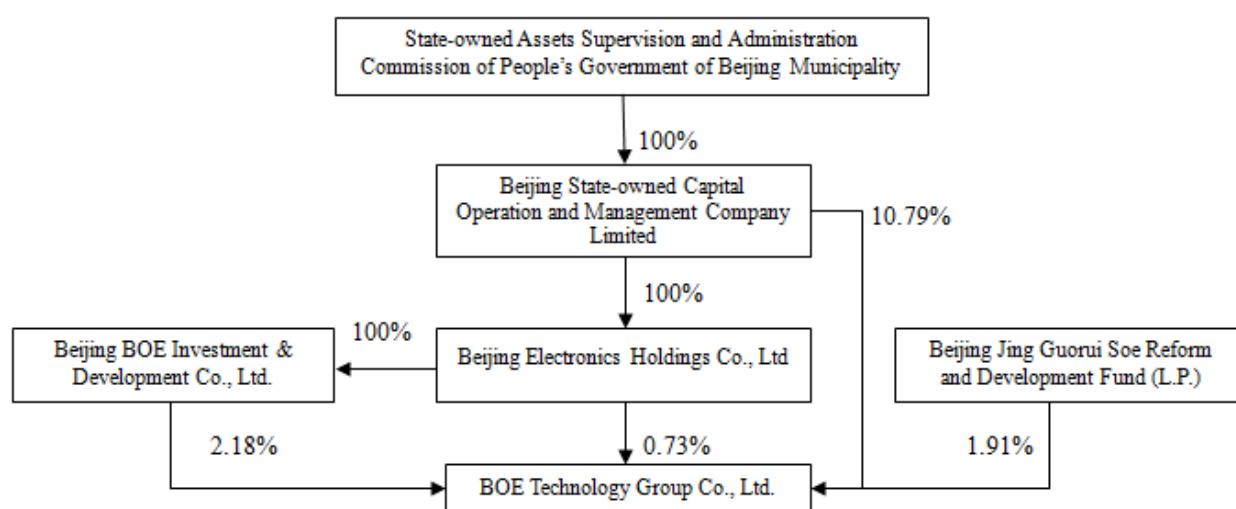 State-owned Assets Supervision and Administration
Commission of People's Government of Beijing Municipality
100%
Beijing State-owned Capital
Operation and Management Company
Limited
10.79%
100%
100%
Beijing BOE Investment &
Development Co., Ltd.
Beijing Electronics Holdings Co., Ltd
Beijing Jing Guorui Soe Reform
and Development Fund (L.P.)
2.18%
0.73%
1.91%
BOE Technology Group Co., Ltd.